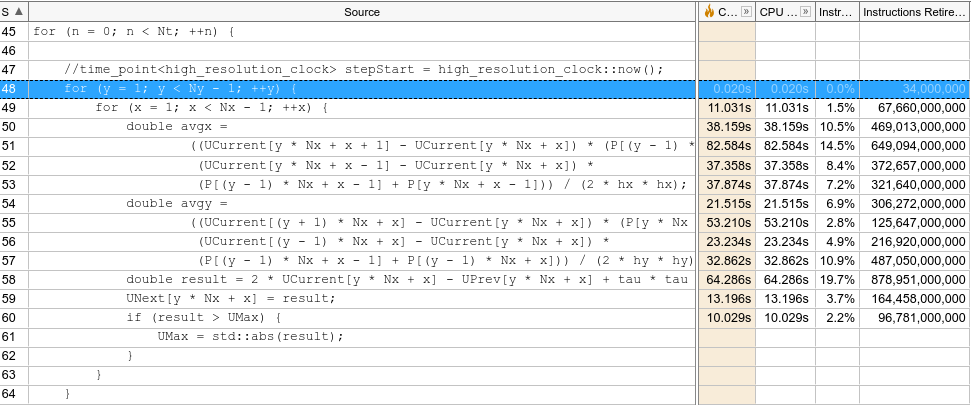 S ▲ Source C... » CPU ... » Instr... Instructions Retire...
45 for (n = 0; n < Nt; ++n) {
46
47 //time_point<high_resolution_clock> stepStart = high_resolution_clock::now();
48 for (y = 1; y < Ny - 1; ++y) { 0.020s 0.020s 0.0% 34,000,000
49 for (x = 1; x < Nx - 1; ++x) { 11.031s 11.031s 1.5% 67,660,000,000
50 double avgx = 38.159s 38.159s 10.5% 469,013,000,000
51 ((UCurrent[y * Nx + x + 1] - UCurrent[y * Nx + x]) * (P[(y - 1) * 82.584s 82.584s 14.5% 649,094,000,000
52 (UCurrent[y * Nx + x - 1] - UCurrent[y * Nx + x]) * 37.358s 37.358s 8.4% 372,657,000,000
53 (P[(y - 1) * Nx + x - 1] + P[y * Nx + x - 1])) / (2 * hx * hx); 37.874s 37.874s 7.2% 321,640,000,000
54 double avgy = 21.515s 21.515s 6.9% 306,272,000,000
55 ((UCurrent[(y + 1) * Nx + x] - UCurrent[y * Nx + x]) * (P[y * Nx 53.210s 53.210s 2.8% 125,647,000,000
56 (UCurrent[(y - 1) * Nx + x] - UCurrent[y * Nx + x]) * 23.234s 23.234s 4.9% 216,920,000,000
57 (P[(y - 1) * Nx + x - 1] + P[(y - 1) * Nx + x])) / (2 * hy * hy) 32.862s 32.862s 10.9% 487,050,000,000
58 double result = 2 * UCurrent[y * Nx + x] - UPrev[y * Nx + x] + tau * tau 64.286s 64.286s 19.7% 878,951,000,000
59 UNext[y * Nx + x] = result; 13.196s 13.196s 3.7% 164,458,000,000
60 if (result > UMax) { 10.029s 10.029s 2.2% 96,781,000,000
61 UMax = std::abs(result);
62 }
63 }
64 }